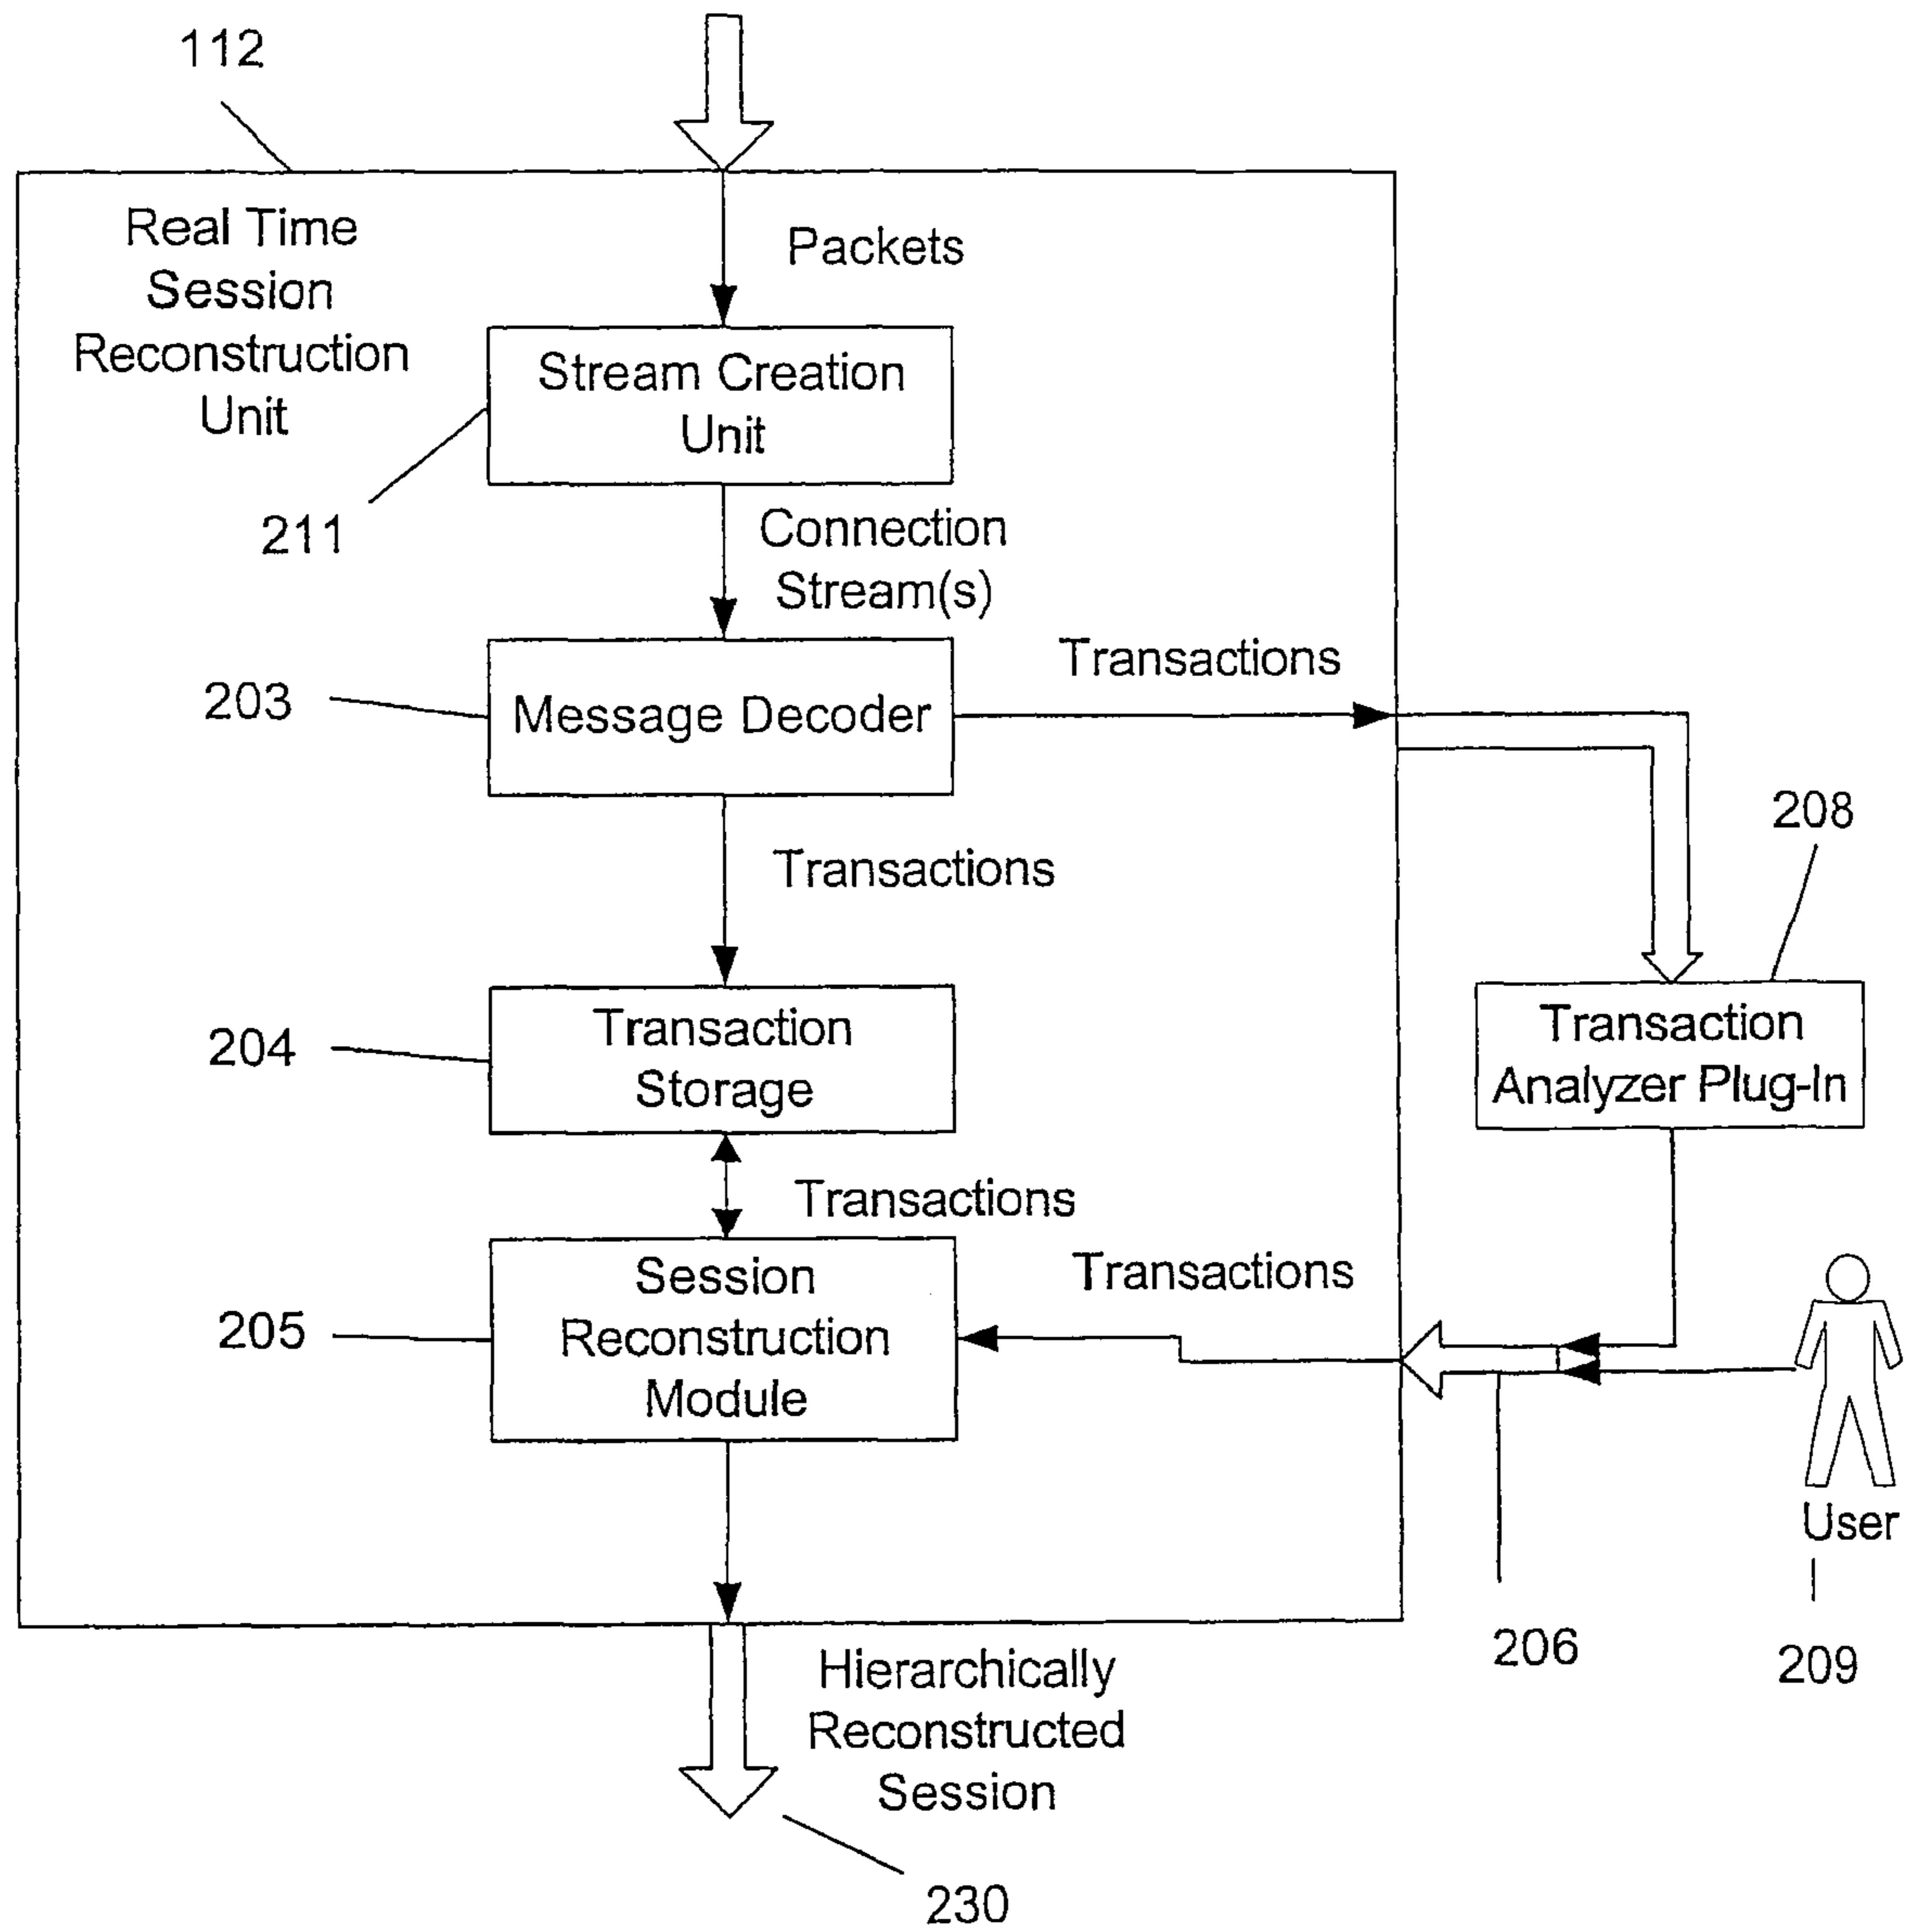 112
Real Time
Session
Reconstruction
Unit
Packets
Stream Creation
Unit
211
Connection
Stream(s)
Transactions
203
Message Decoder
208
Transactions
204
Transaction
Storage
Transaction
Analyzer Plug-In
Transactions
Transactions
205
Session
Reconstruction
Module
User
206
209
Hierarchically
Reconstructed
Session
230